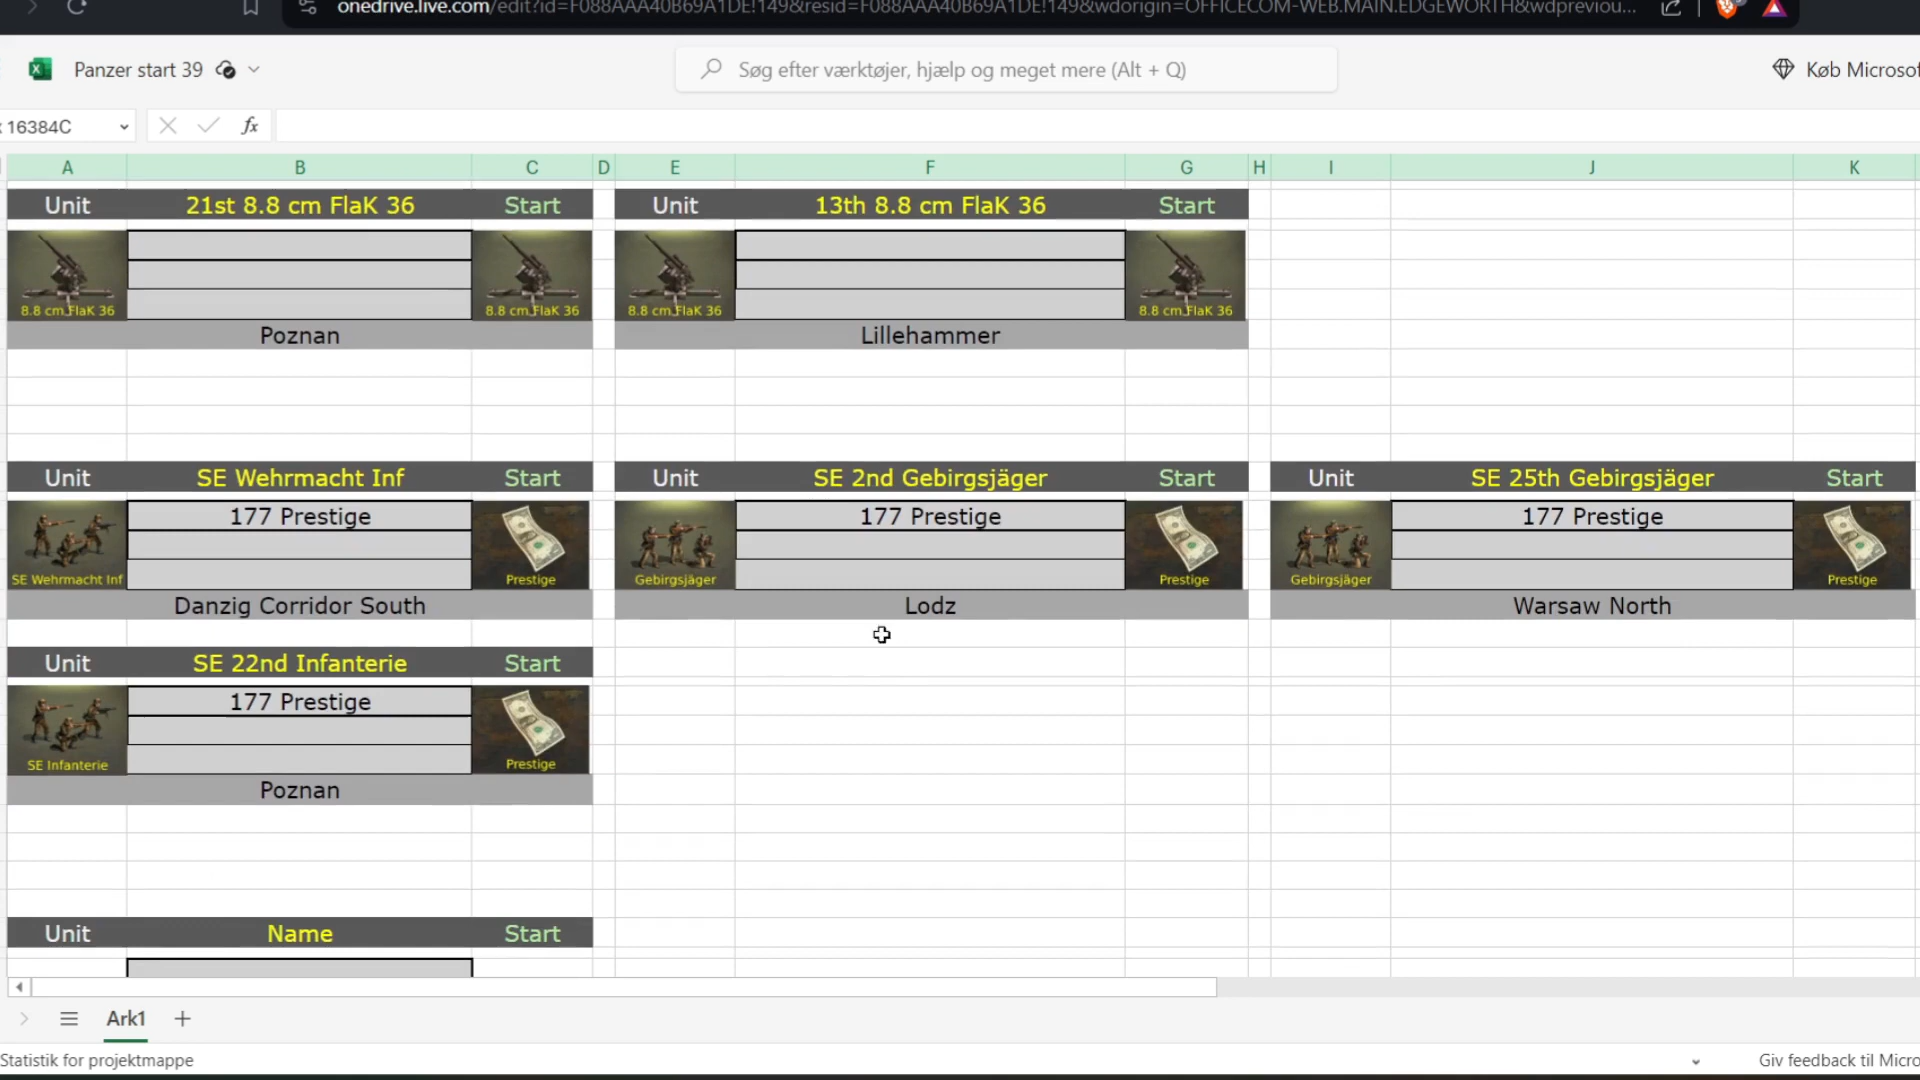 onedrive.live.com/edit?id=F088AAA40B69A1DE!149&resid=F088AAA40B69A1DE!149&wdorigin=OFFICECOM-WEB.MAIN.EDGEWORTH&wdpreviou...
Panzer start 39
Søg efter værktøjer, hjælp og meget mere (Alt + Q)
Køb Microsof
16384C
fx
A B C D E F G H I J K
Unit 21st 8.8 cm FlaK 36 Start Unit 13th 8.8 cm FlaK 36 Start
8.8 cm FlaK 36 8.8 cm FlaK 36 8.8 cm FlaK 36 8.8 cm FlaK 36
Poznan Lillehammer
Unit SE Wehrmacht Inf Start Unit SE 2nd Gebirgsjäger Start Unit SE 25th Gebirgsjäger Start
177 Prestige 177 Prestige 177 Prestige
SE Wehrmacht Inf Prestige Gebirgsjäger Prestige Gebirgsjäger Prestige
Danzig Corridor South Lodz Warsaw North
Unit SE 22nd Infanterie Start
177 Prestige
SE Infanterie Prestige
Poznan
Unit Name Start
Ark1
Statistik for projektmappe Giv feedback til Micro